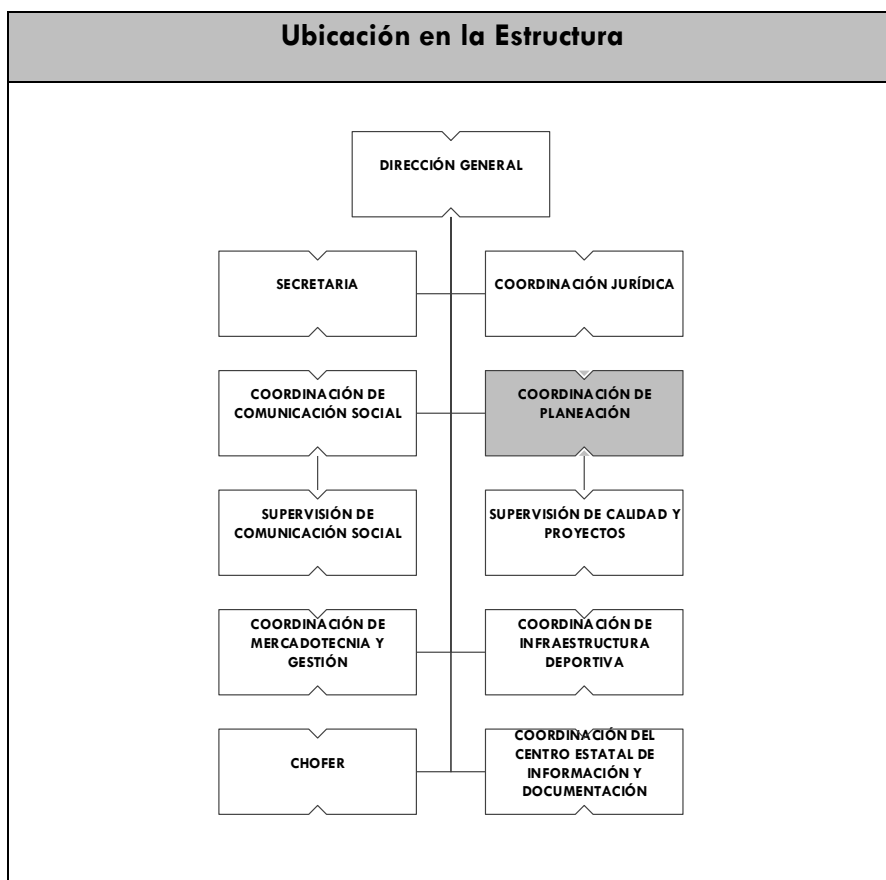 Ubicación en la Estructura
DIRECCIÓN GENERAL
SECRETARIA
COORDINACIÓN JURÍDICA
COORDINACIÓN DE
COMUNICACIÓN SOCIAL
COORDINACIÓN DE
PLANEACIÓN
SUPERVISIÓN DE
COMUNICACIÓN SOCIAL
SUPERVISIÓN DE CALIDAD Y
PROYECTOS
COORDINACIÓN DE
MERCADOTECNIA Y
GESTIÓN
COORDINACIÓN DE
INFRAESTRUCTURA
DEPORTIVA
CHOFER
COORDINACIÓN DEL
CENTRO ESTATAL DE
INFORMACIÓN Y
DOCUMENTACIÓN